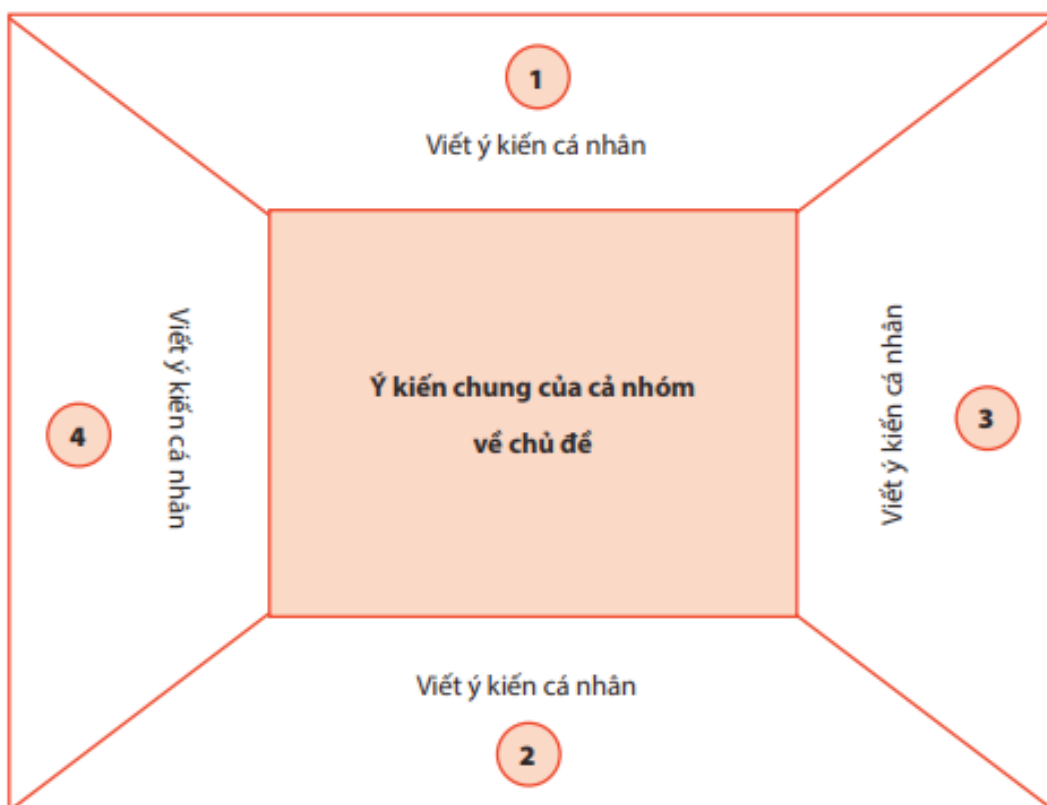 1
Viết ý kiến cá nhân
Viết ý kiến cá nhân
4
Ý kiến chung của cả nhóm
về chủ đề
Viết ý kiến cá nhân
3
Viết ý kiến cá nhân
2